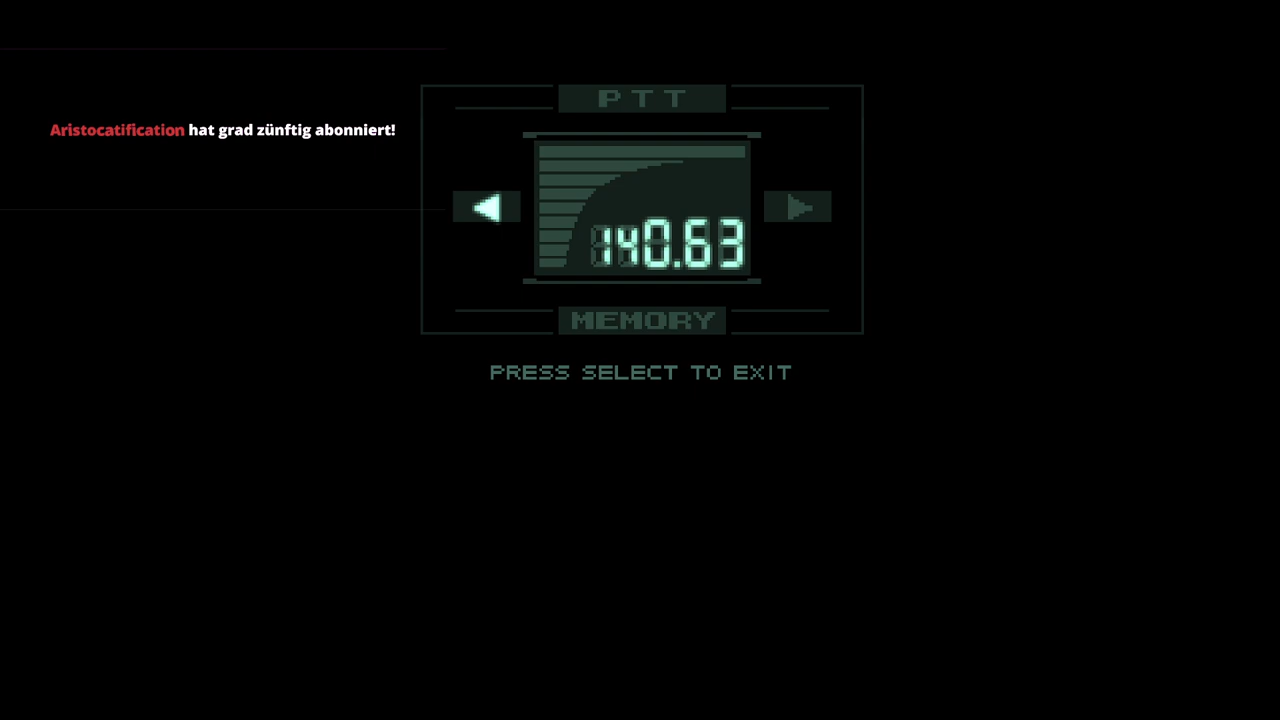 PTT
Aristocatification hat grad zünftig abonniert!
140.63
MEMORY
PRESS SELECT TO EXIT